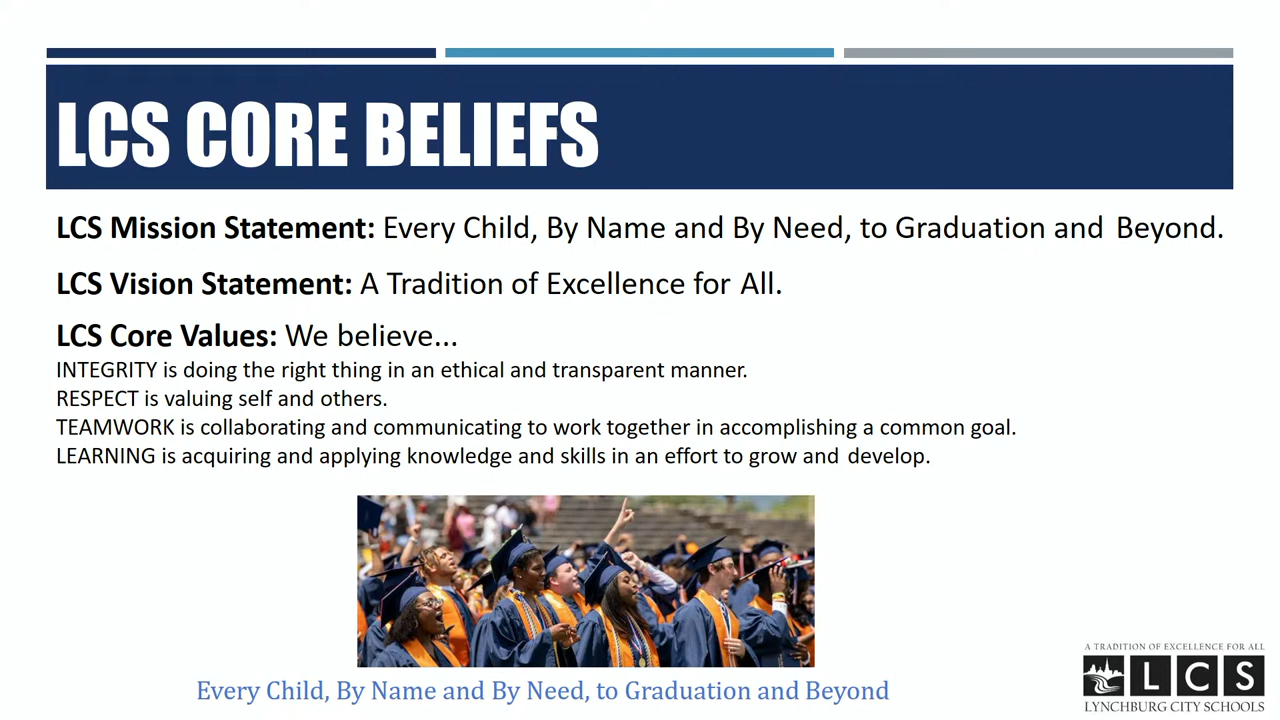 LCS CORE BELIEFS
LCS Mission Statement: Every Child, By Name and By Need, to Graduation and Beyond.
LCS Vision Statement: A Tradition of Excellence for All.
LCS Core Values: We believe...
INTEGRITY is doing the right thing in an ethical and transparent manner.
RESPECT is valuing self and others.
TEAMWORK is collaborating and communicating to work together in accomplishing a common goal.
LEARNING is acquiring and applying knowledge and skills in an effort to grow and develop.
Every Child, By Name and By Need, to Graduation and Beyond
A TRADITION OF EXCELLENCE FOR ALL
LCS
LYNCHBURG CITY SCHOOLS